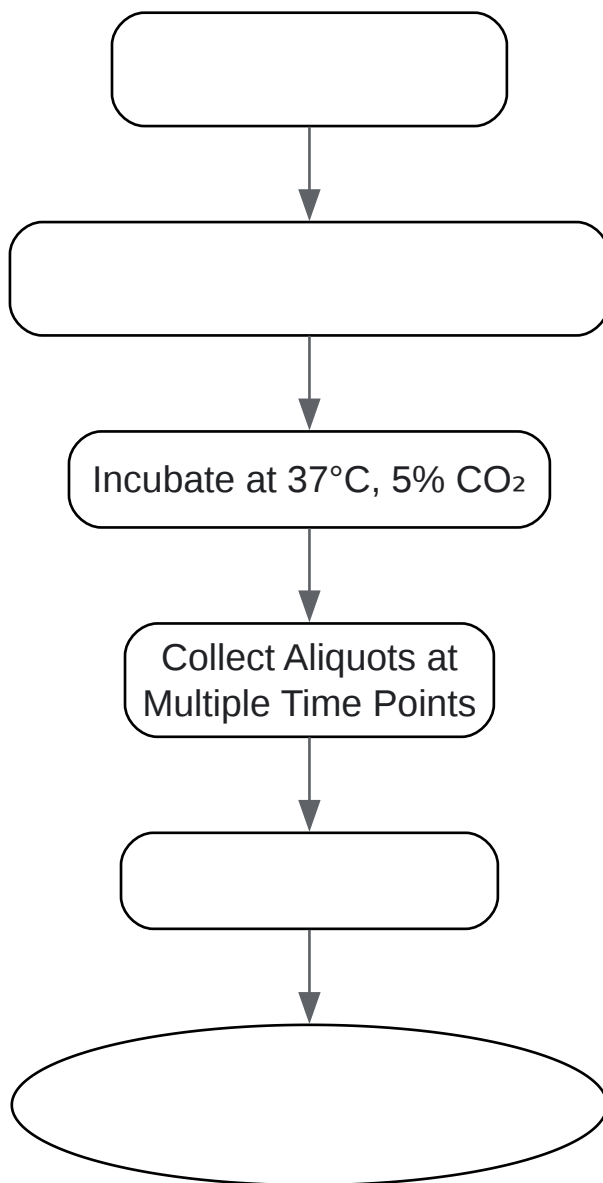 Incubate at 37°C, 5% CO₂
Collect Aliquots at
Multiple Time Points